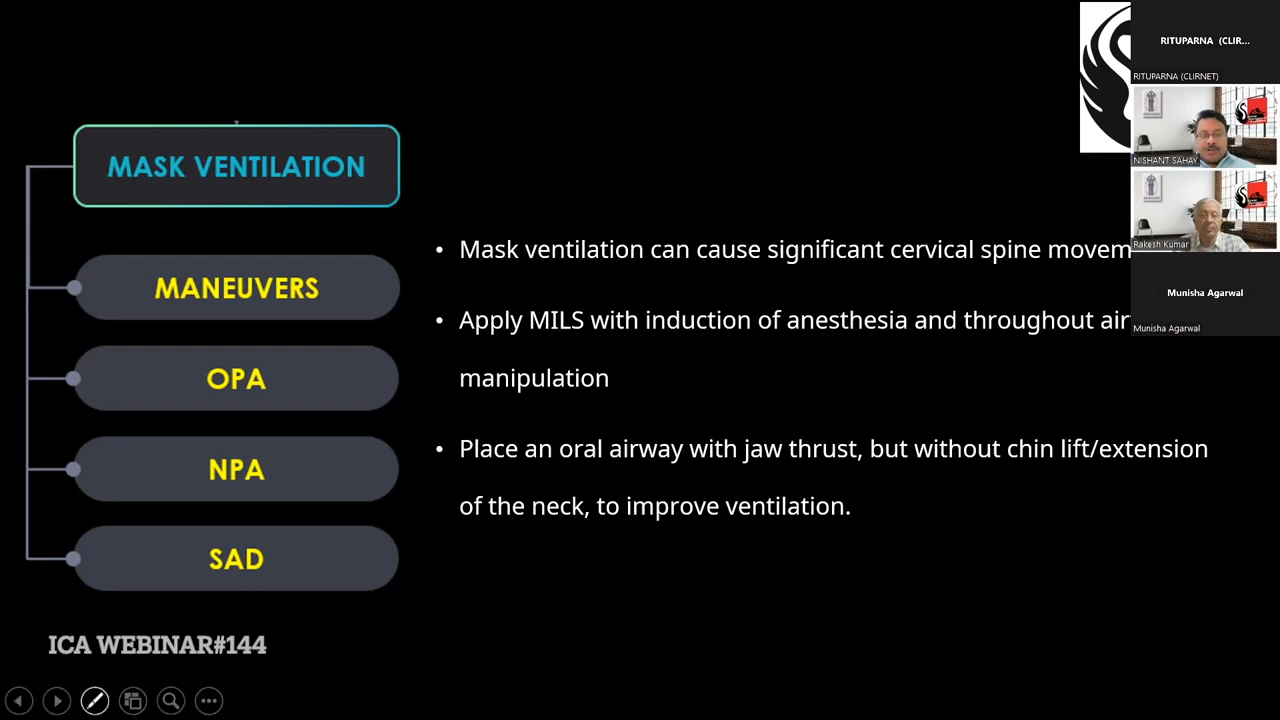 MASK VENTILATION
MANEUVERS
OPA
NPA
SAD
• Mask ventilation can cause significant cervical spine movem
• Apply MILS with induction of anesthesia and throughout air
manipulation
• Place an oral airway with jaw thrust, but without chin lift/extension
of the neck, to improve ventilation.
ICA WEBINAR#144
RITUPARNA (CLIR...
RITUPARNA (CLIRNET)
NISHANT SAHAY
Rakesh Kumar
Munisha Agarwal
Munisha Agarwal